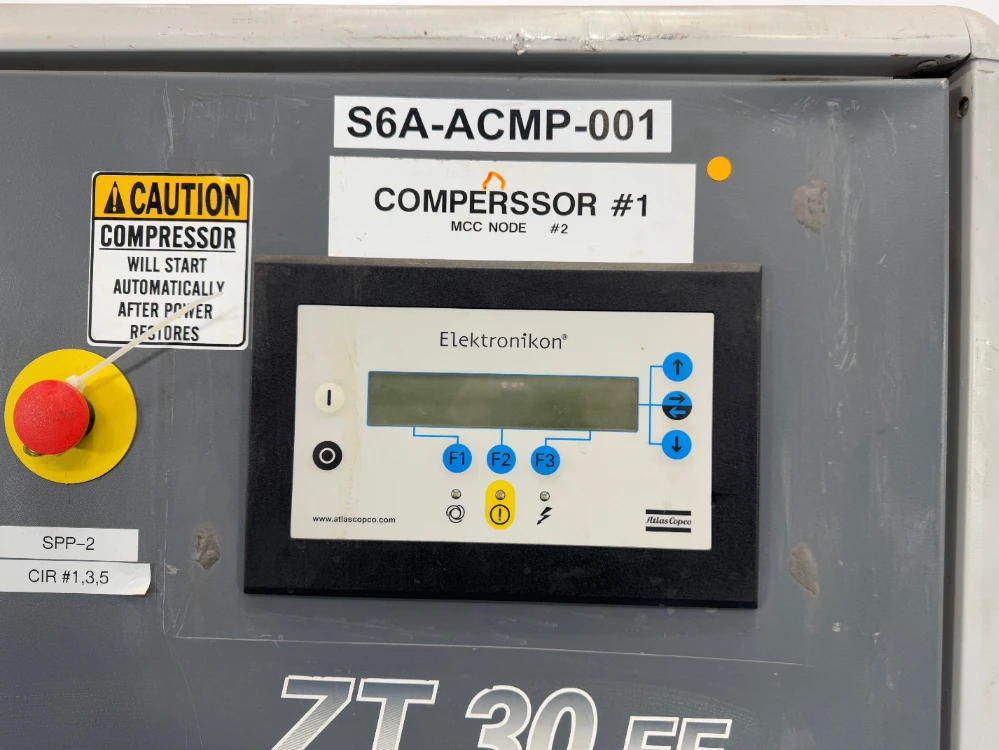 S6A-ACMP-001
COMPERSSOR #1
MCC NODE #2
CAUTION
COMPRESSOR
WILL START
AUTOMATICALLY
AFTER POWER
RESTORES
Elektronikon®
I
O
F1 F2 F3
www.atlascopco.com
Atlas Copco
SPP-2
CIR #1,3,5
ZT 30 FF